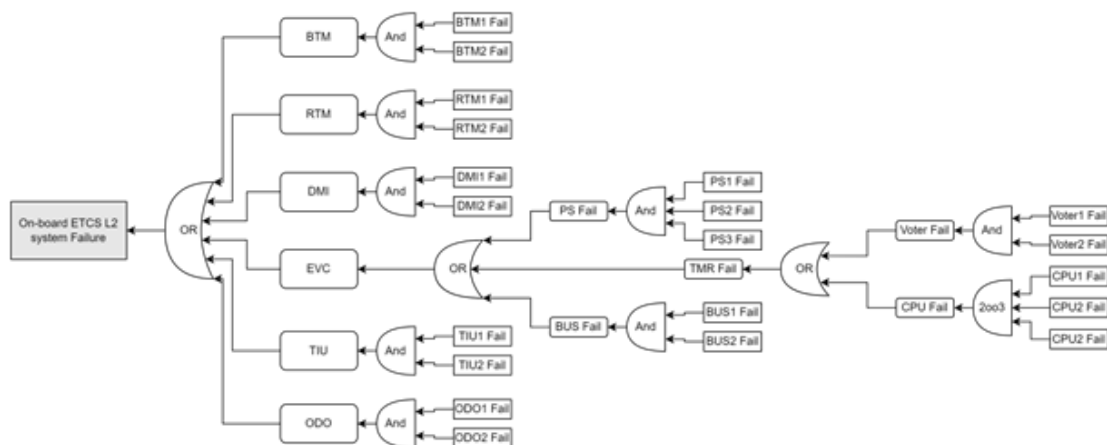 On-board ETCS L2
system Failure
OR
BTM
And
BTM1 Fail
BTM2 Fail
RTM
And
RTM1 Fail
RTM2 Fail
DMI
And
DMI1 Fail
DMI2 Fail
EVC
OR
PS Fail
And
PS1 Fail
PS2 Fail
PS3 Fail
TMR Fail
OR
Voter Fail
And
Voter1 Fail
Voter2 Fail
CPU Fail
2oo3
CPU1 Fail
CPU2 Fail
CPU2 Fail
BUS Fail
And
BUS1 Fail
BUS2 Fail
TIU
And
TIU1 Fail
TIU2 Fail
ODO
And
ODO1 Fail
ODO2 Fail